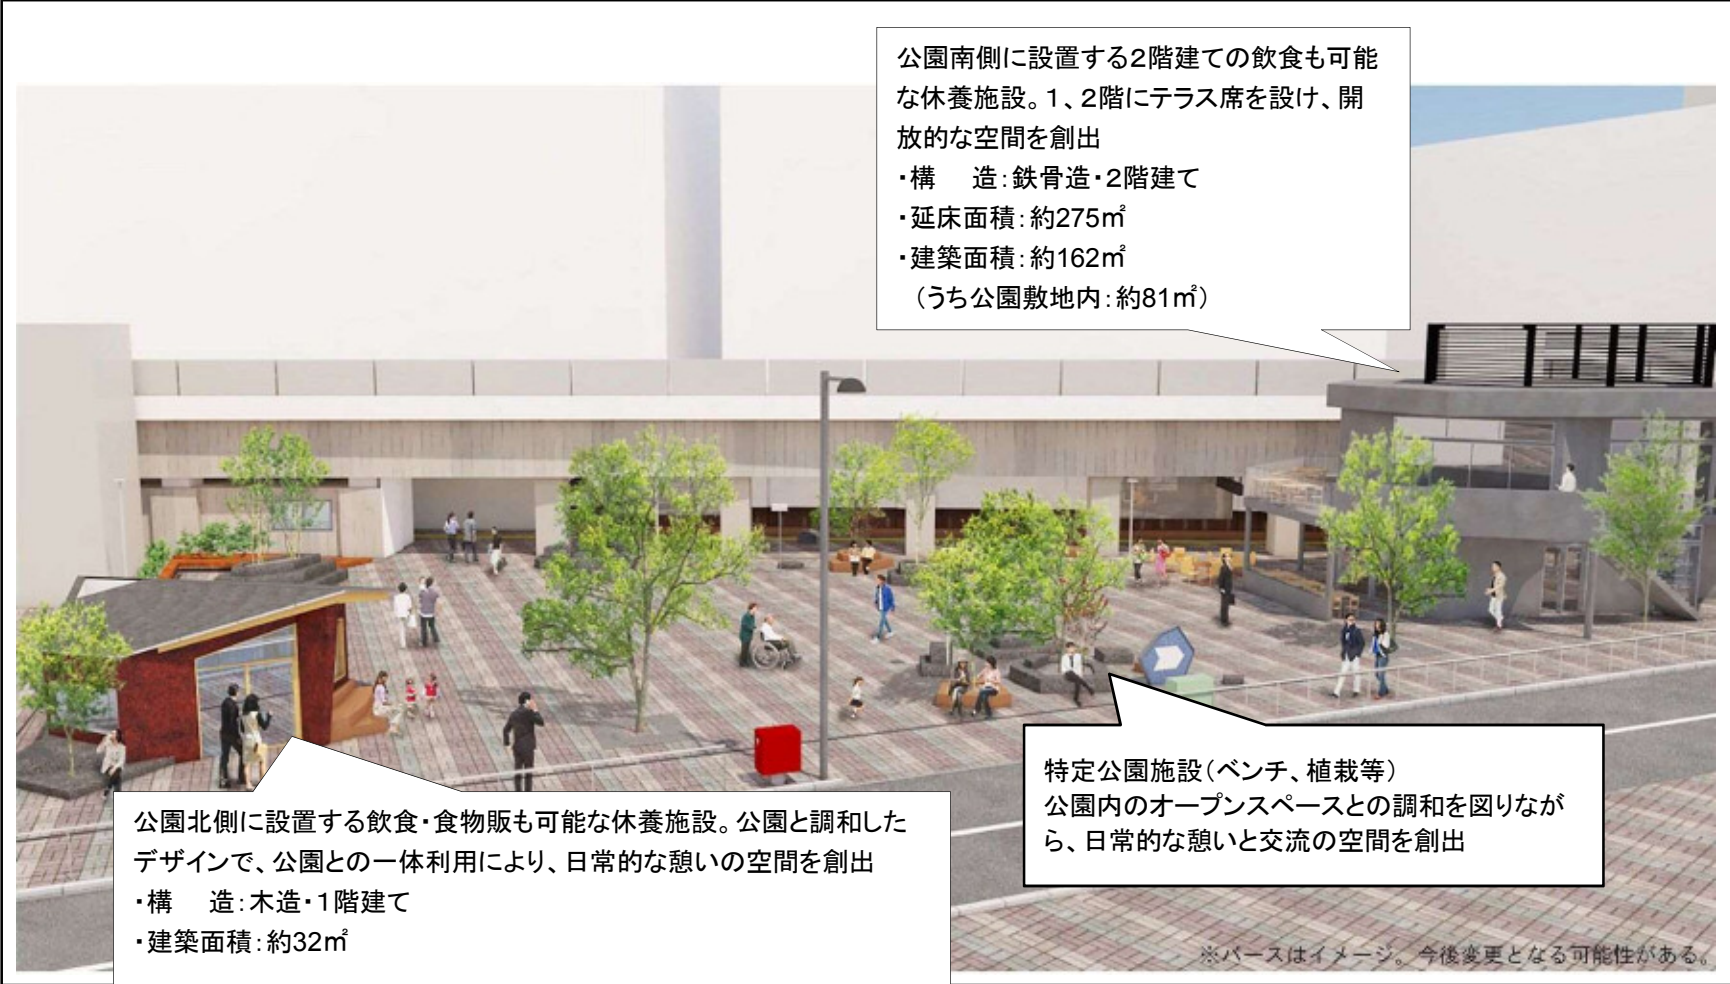 公園南側に設置する2階建ての飲食も可能
な休養施設。1、2階にテラス席を設け、開
放的な空間を創出
・構　造：鉄骨造・2階建て
・延床面積：約275㎡
・建築面積：約162㎡
（うち公園敷地内：約81㎡）
特定公園施設（ベンチ、植栽等）
公園内のオープンスペースとの調和を図りなが
ら、日常的な憩いと交流の空間を創出
公園北側に設置する飲食・食物販も可能な休養施設。公園と調和した
デザインで、公園との一体利用により、日常的な憩いの空間を創出
・構　造：木造・1階建て
・建築面積：約32㎡
※パースはイメージ。今後変更となる可能性がある。